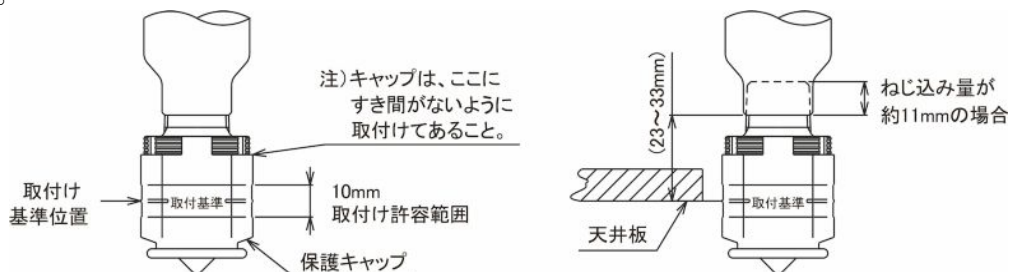 注)キャップは、ここに
すき間がないように
取付けてあること。
取付け
基準位置
取付基準
10mm
取付け許容範囲
保護キャップ
(23~33mm)
ねじ込み量が
約11mmの場合
取付基準
天井板